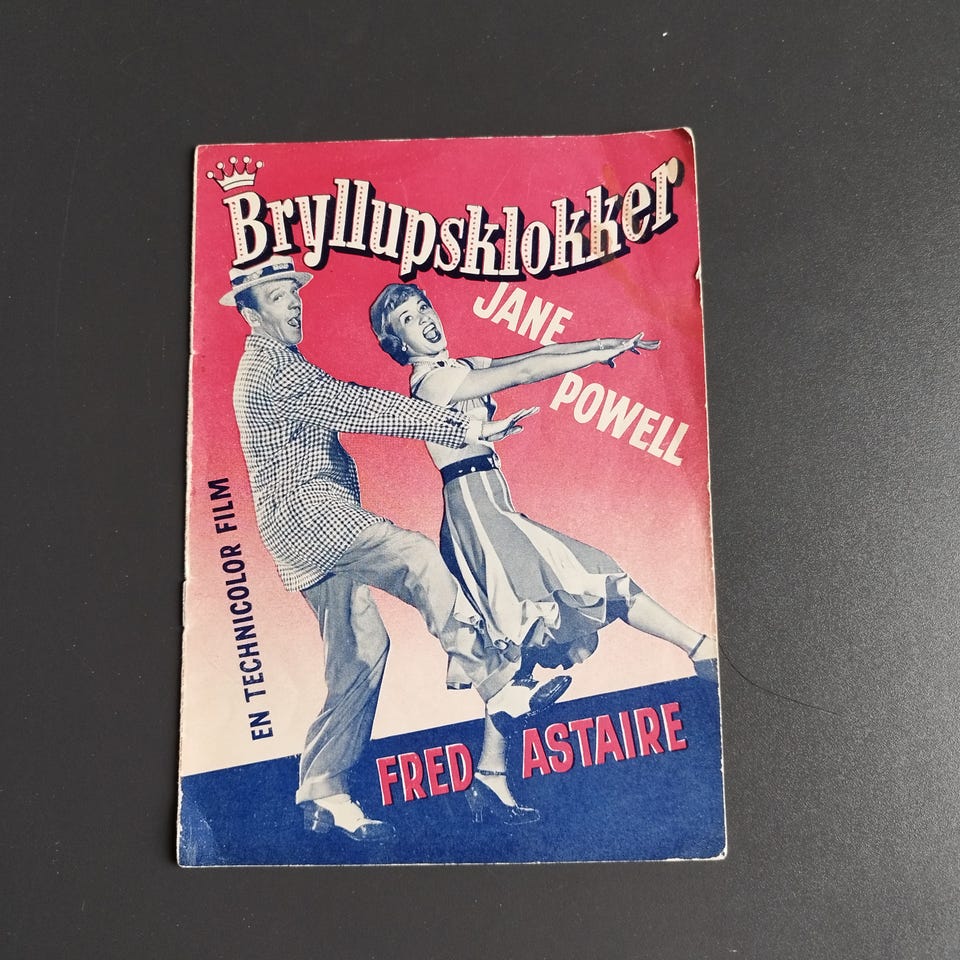 Bryllupsklokker
JANE
POWELL
EN TECHNICOLOR FILM
FRED ASTAIRE